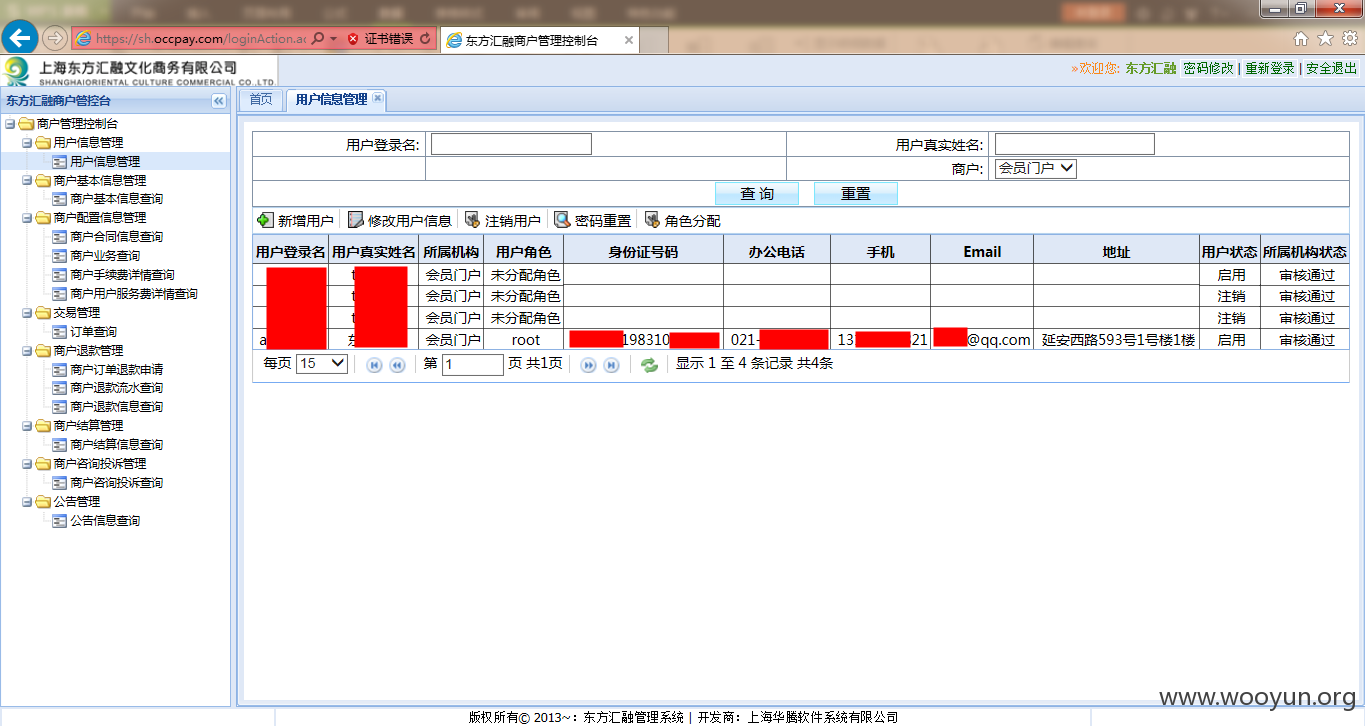 https://sh.occpay.com/loginAction.ac
证书错误
东方汇融商户管理控制台
上海东方汇融文化商务有限公司
SHANGHAIORIENTAL CULTURE COMMERCIAL CO.,LTD.
»欢迎您: 东方汇融 密码修改 | 重新登录 | 安全退出
东方汇融商户管控台
首页
用户信息管理
商户管理控制台
用户信息管理
用户信息管理
商户基本信息管理
商户基本信息查询
商户配置信息管理
商户合同信息查询
商户业务查询
商户手续费详情查询
商户用户服务费详情查询
交易管理
订单查询
商户退款管理
商户订单退款申请
商户退款流水查询
商户退款信息查询
商户结算管理
商户结算信息查询
商户咨询投诉管理
商户咨询投诉查询
公告管理
公告信息查询
用户登录名: 用户真实姓名:
商户: 会员门户
查 询 重置
新增用户 修改用户信息 注销用户 密码重置 角色分配
用户登录名 用户真实姓名 所属机构 用户角色 身份证号码 办公电话 手机 Email 地址 用户状态 所属机构状态
t 会员门户 未分配角色 启用 审核通过
t 会员门户 未分配角色 注销 审核通过
t 会员门户 未分配角色 注销 审核通过
a 东 会员门户 root 198310 021- 13 21 @qq.com 延安西路593号1号楼1楼 启用 审核通过
每页 15 第 1 页 共1页 显示 1 至 4 条记录 共4条
www.wooyun.org
版权所有© 2013~：东方汇融管理系统 | 开发商：上海华腾软件系统有限公司